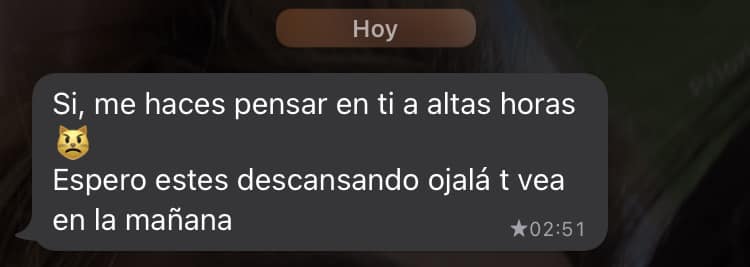 Hoy
Si, me haces pensar en ti a altas horas
😾
Espero estes descansando ojalá t vea
en la mañana
★02:51